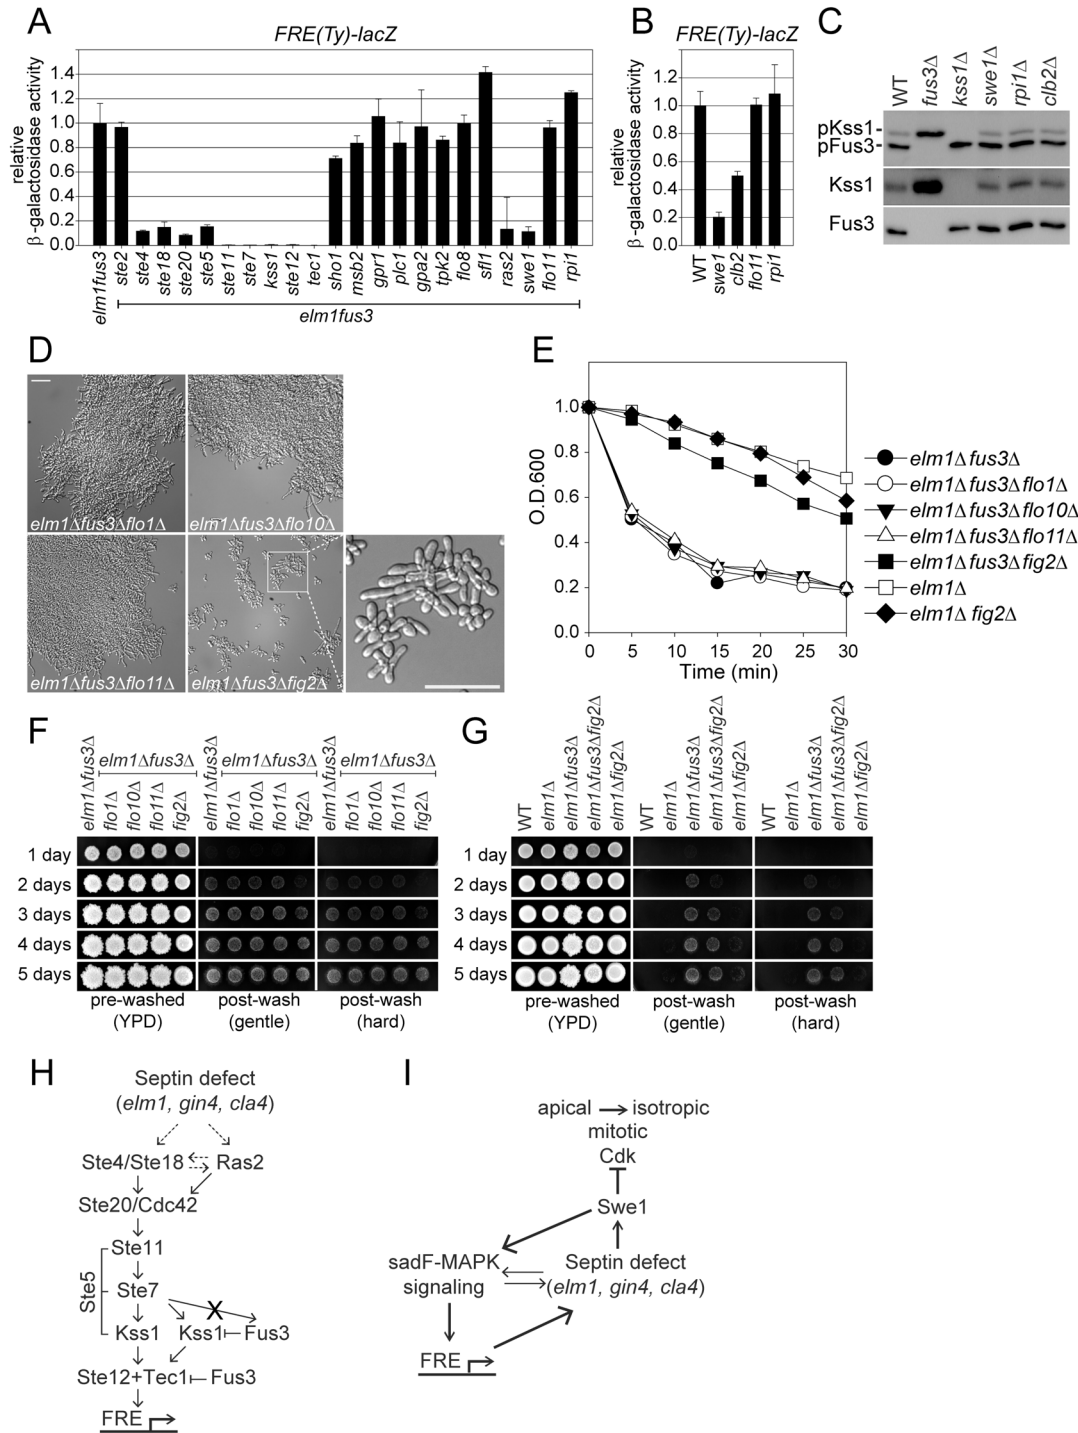 A
FRE(Ty)-lacZ
relative
β-galactosidase activity
1.4
1.2
1.0
0.8
0.6
0.4
0.2
0.0
elm1fus3
ste2
ste4
ste18
ste20
ste5
ste11
ste7
kss1
ste12
tec1
sho1
msb2
gpr1
plc1
gpa2
tpk2
flo8
sfl1
ras2
swe1
flo11
rpi1
elm1fus3
B
FRE(Ty)-lacZ
relative
β-galactosidase activity
1.2
1.0
0.8
0.6
0.4
0.2
0.0
WT
swe1
clb2
flo11
rpi1
C
WT
fus3Δ
kss1Δ
swe1Δ
rpi1Δ
clb2Δ
pKss1-
pFus3-
Kss1
Fus3
D
elm1Δfus3Δflo1Δ
elm1Δfus3Δflo10Δ
elm1Δfus3Δflo11Δ
elm1Δfus3Δfig2Δ
E
O.D.600
1.0
0.8
0.6
0.4
0.2
0.0
0 5 10 15 20 25 30
Time (min)
elm1Δfus3Δ
elm1Δfus3Δflo1Δ
elm1Δfus3Δflo10Δ
elm1Δfus3Δflo11Δ
elm1Δfus3Δfig2Δ
elm1Δ
elm1Δ fig2Δ
F
elm1Δfus3Δ
elm1Δfus3Δ
flo1Δ
flo10Δ
flo11Δ
fig2Δ
elm1Δfus3Δ
elm1Δfus3Δ
flo1Δ
flo10Δ
flo11Δ
fig2Δ
elm1Δfus3Δ
elm1Δfus3Δ
flo1Δ
flo10Δ
flo11Δ
fig2Δ
1 day
2 days
3 days
4 days
5 days
pre-washed
(YPD)
post-wash
(gentle)
post-wash
(hard)
G
WT
elm1Δ
elm1Δfus3Δ
elm1Δfus3Δfig2Δ
elm1Δfig2Δ
WT
elm1Δ
elm1Δfus3Δ
elm1Δfus3Δfig2Δ
elm1Δfig2Δ
WT
elm1Δ
elm1Δfus3Δ
elm1Δfus3Δfig2Δ
elm1Δfig2Δ
1 day
2 days
3 days
4 days
5 days
pre-washed
(YPD)
post-wash
(gentle)
post-wash
(hard)
H
Septin defect
(elm1, gin4, cla4)
Ste4/Ste18 Ras2
Ste20/Cdc42
Ste11
Ste5
Ste7
X
Kss1 Kss1 Fus3
Ste12+Tec1 Fus3
FRE
I
apical isotropic
mitotic
Cdk
Swe1
sadF-MAPK
signaling
Septin defect
(elm1, gin4, cla4)
FRE